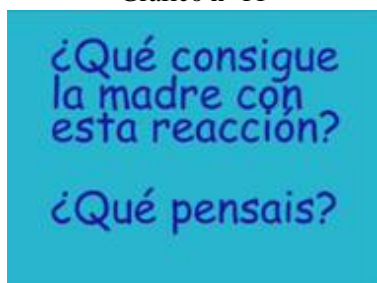 ¿Qué consigue
la madre con
esta reacción?
¿Qué pensais?